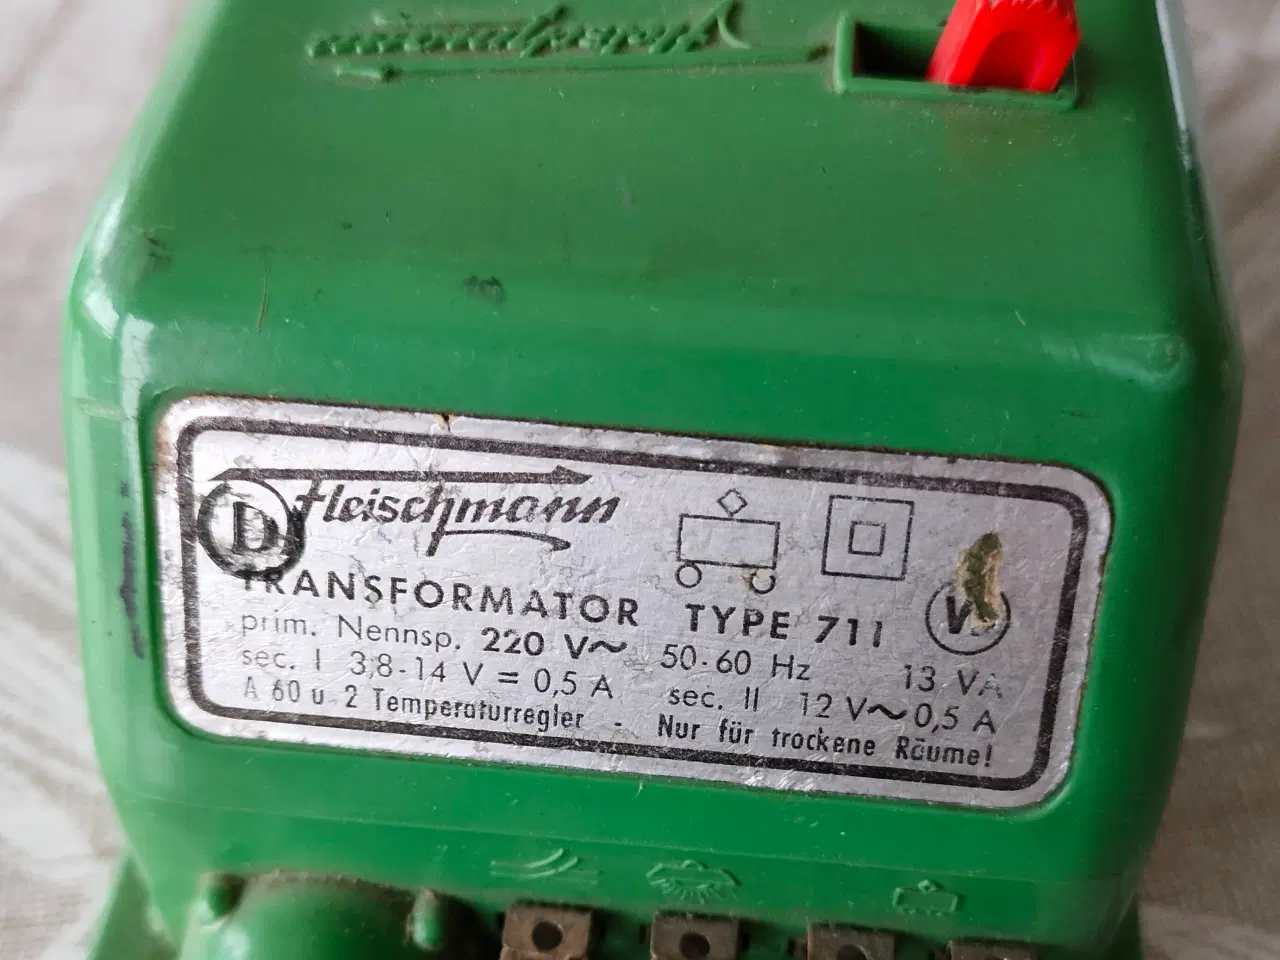 Fleischmann
Fleischmann
D
TRANSFORMATOR TYPE 711
prim. Nennsp. 220 V~ 50-60 Hz 13 VA
sec. I 3,8-14 V = 0,5 A sec. II 12 V~ 0,5 A
A 60 u. 2 Temperaturregler - Nur für trockene Räume!